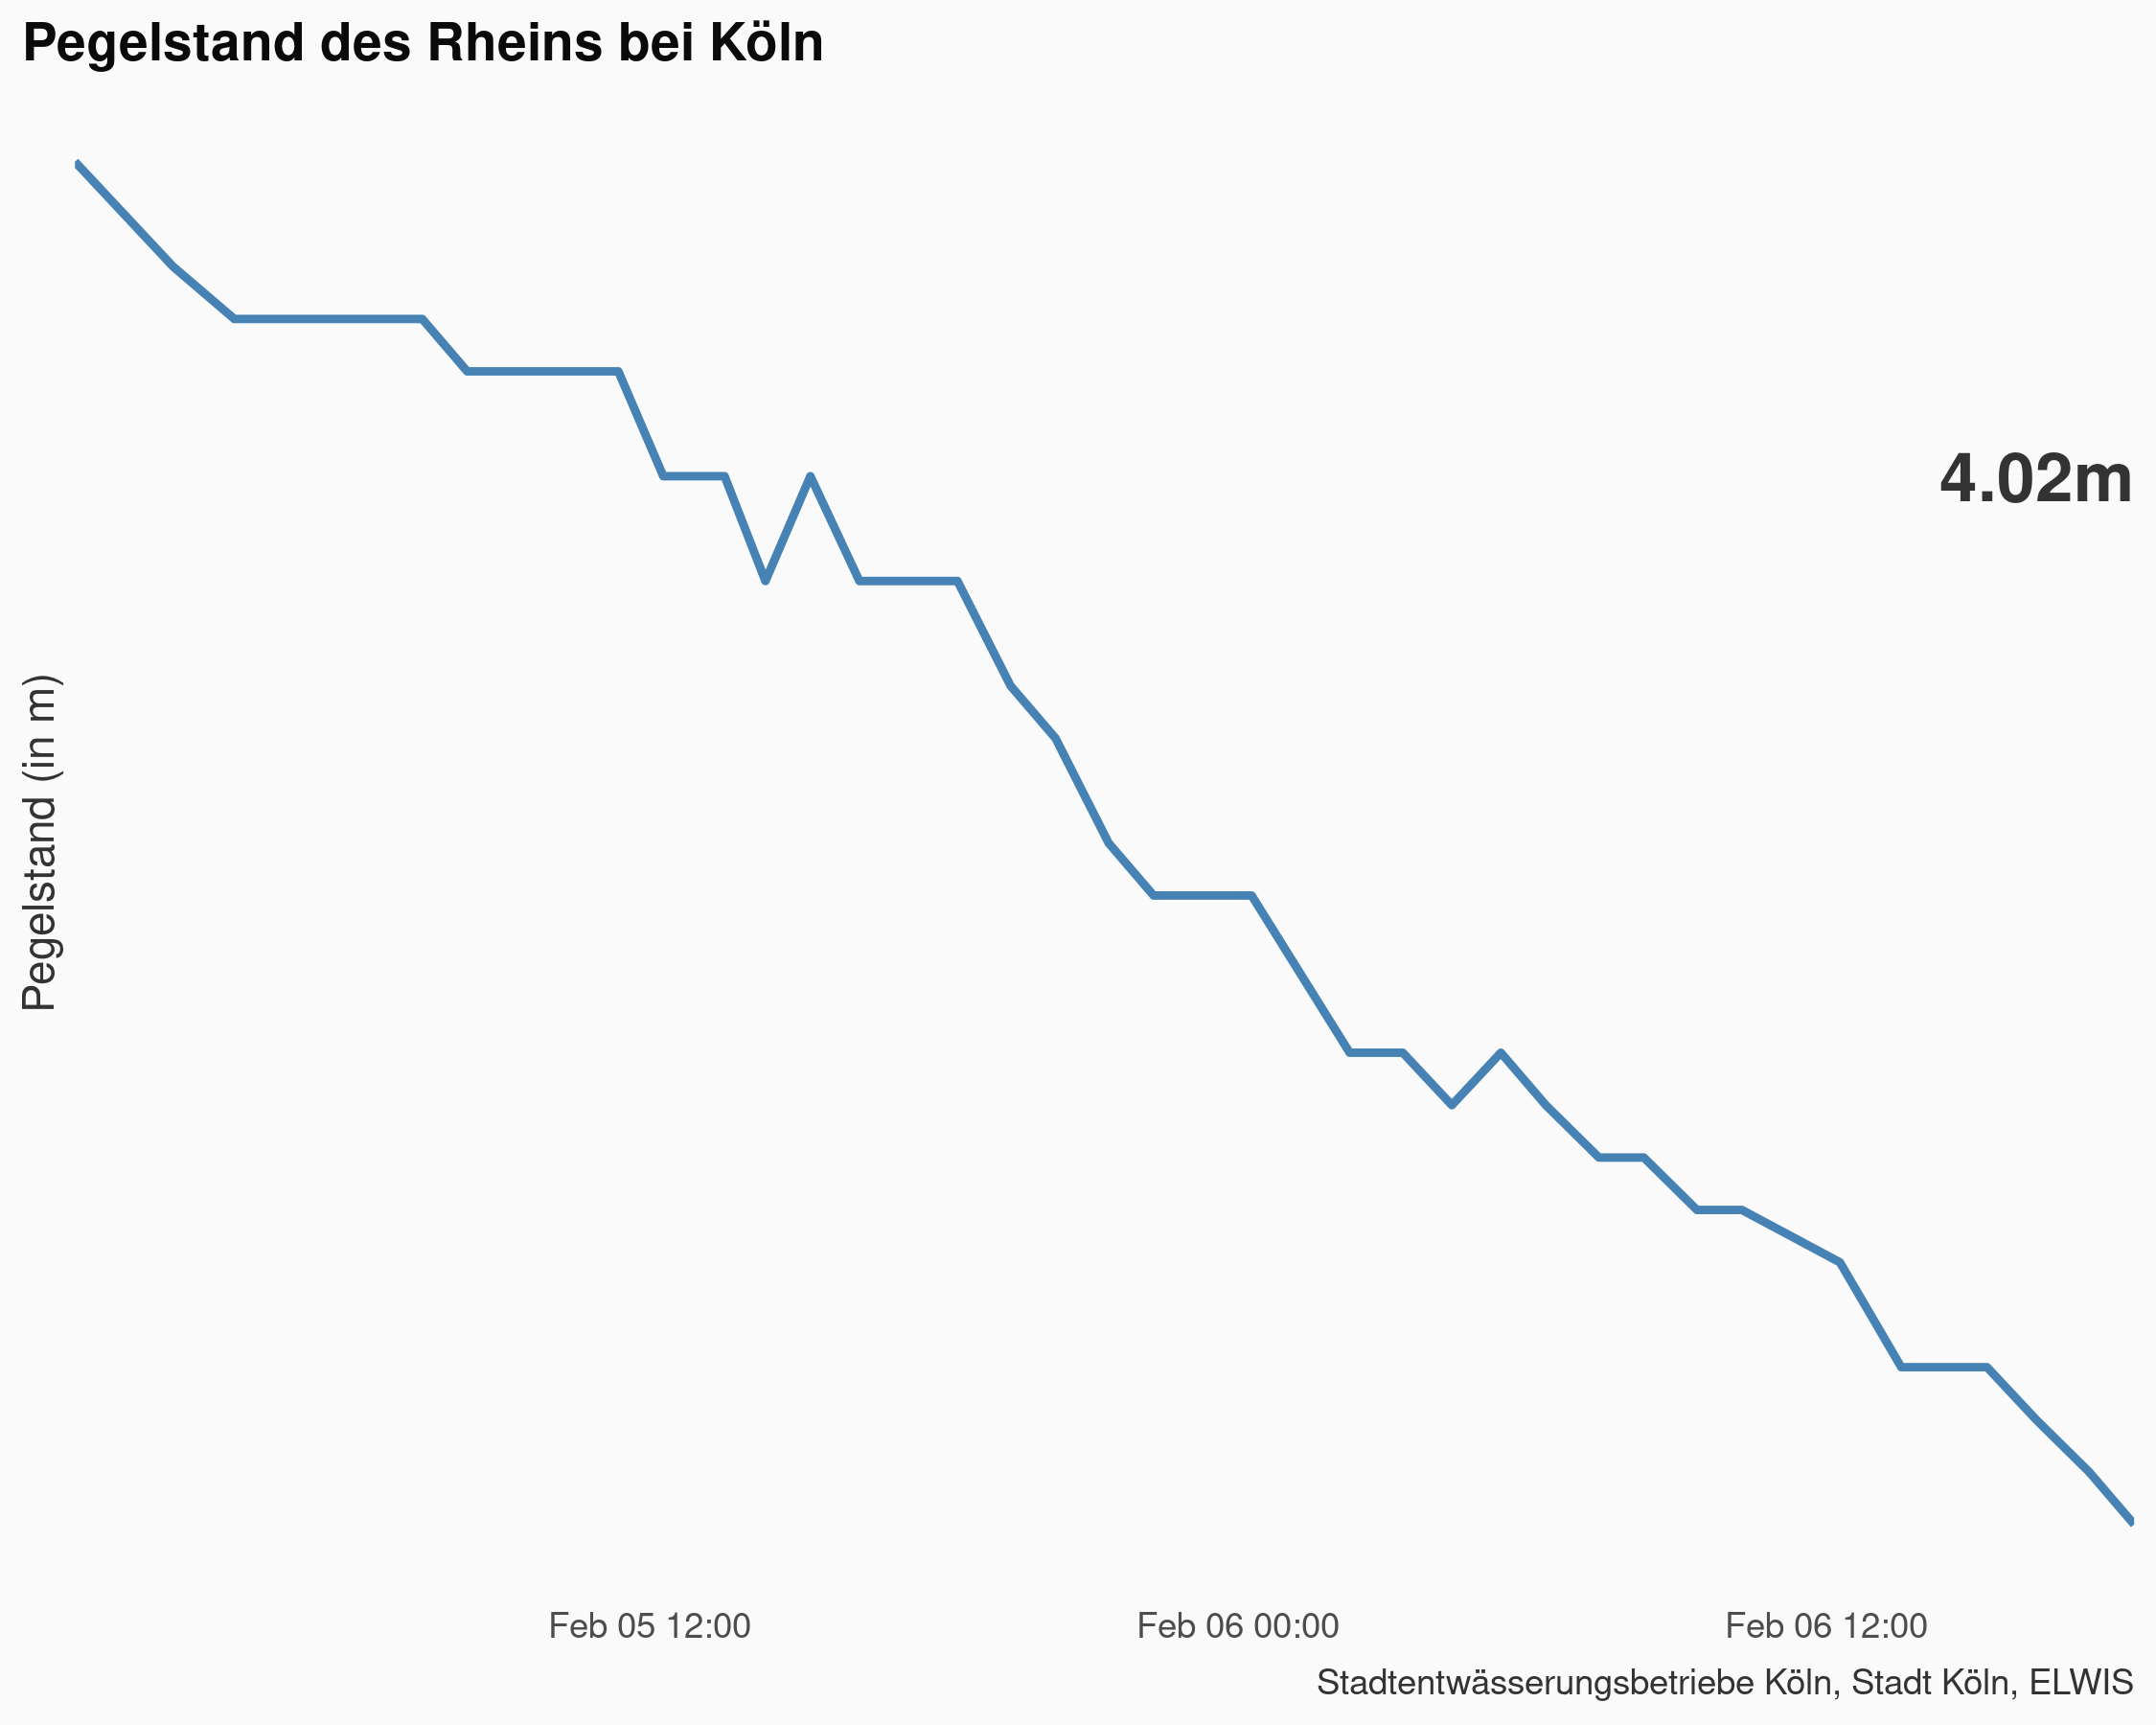 Pegelstand des Rheins bei Köln
4.02m
Pegelstand (in m)
Feb 05 12:00
Feb 06 00:00
Feb 06 12:00
Stadtentwässerungsbetriebe Köln, Stadt Köln, ELWIS